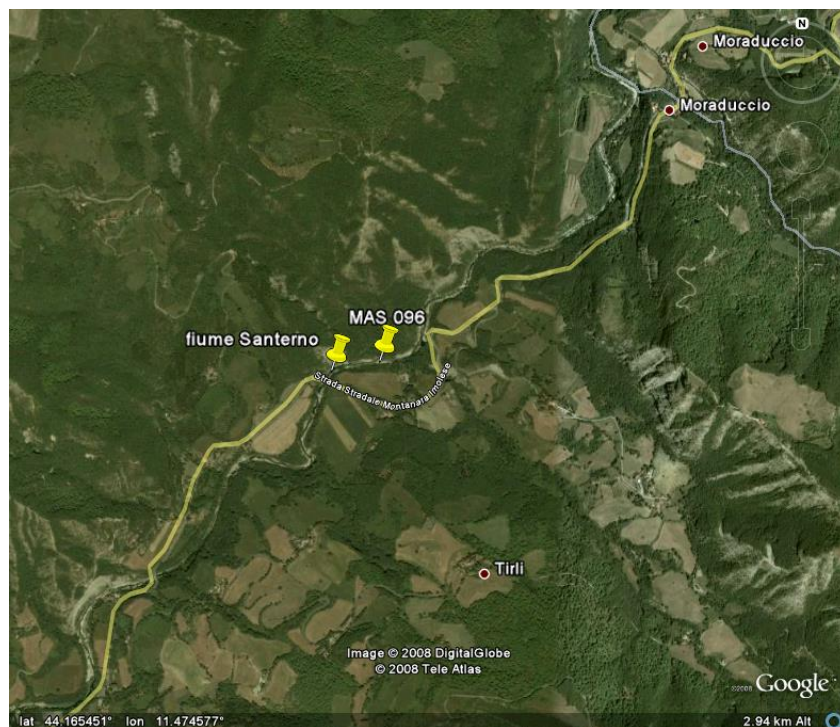 N
Moraduccio
Moraduccio
MAS 096
fiume Santerno
Strada Stradale Montanara Imolese
Tirli
Image © 2008 DigitalGlobe
© 2008 Tele Atlas
©2008 Google
lat 44.165451° lon 11.474577°
2.94 km Alt